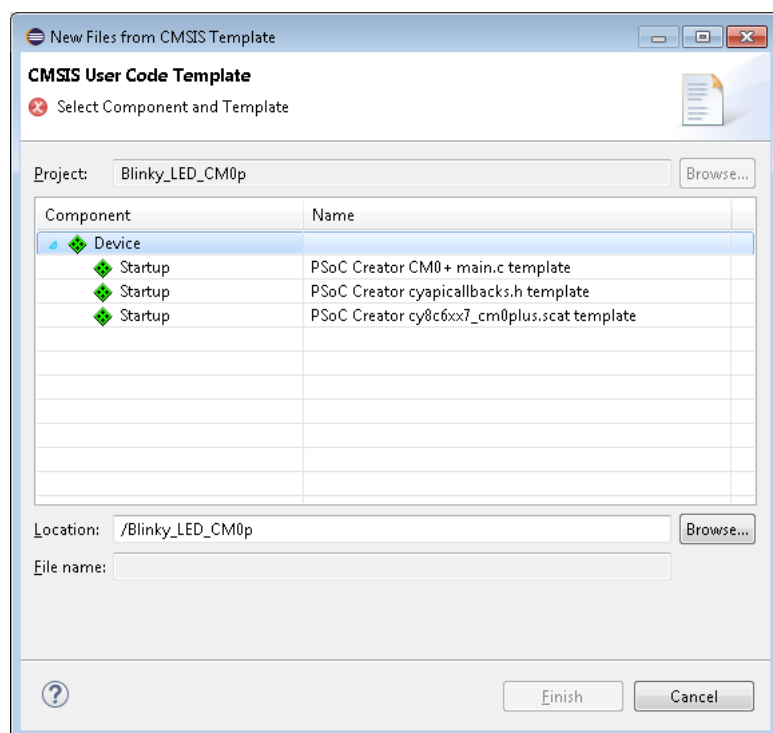 New Files from CMSIS Template
CMSIS User Code Template
Select Component and Template
Project: Blinky_LED_CM0p Browse...
Component Name
Device
Startup PSoC Creator CM0+ main.c template
Startup PSoC Creator cyapicallbacks.h template
Startup PSoC Creator cy8c6xx7_cm0plus.scat template
Location: /Blinky_LED_CM0p Browse...
File name:
? Finish Cancel